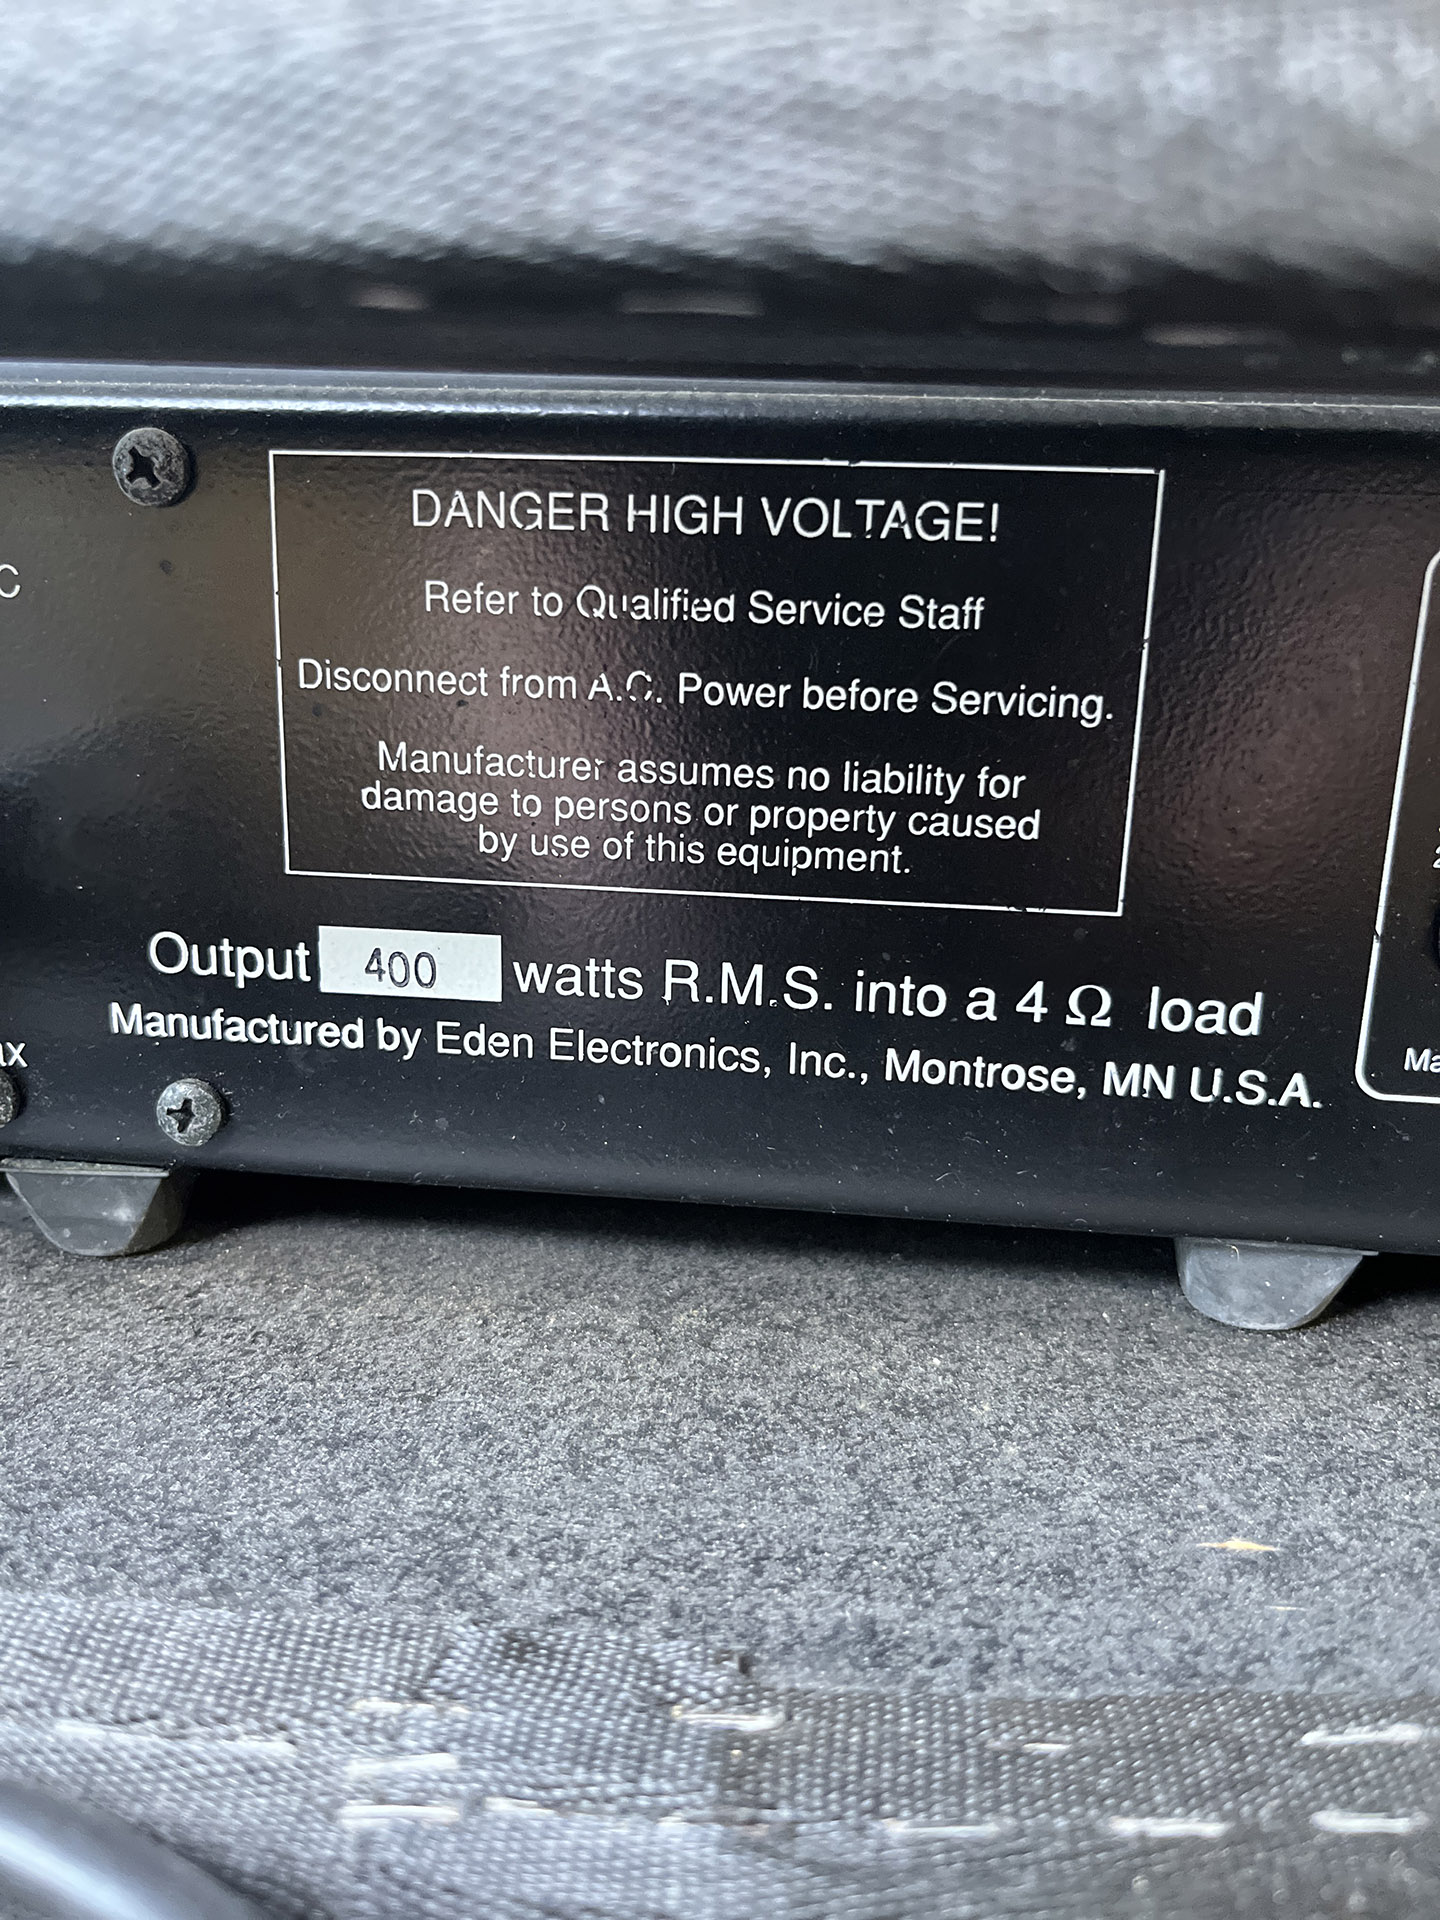 DANGER HIGH VOLTAGE!
Refer to Qualified Service Staff
Disconnect from A.C. Power before Servicing.
Manufacturer assumes no liability for
damage to persons or property caused
by use of this equipment.
Output 400 watts R.M.S. into a 4 Ω load
Manufactured by Eden Electronics, Inc., Montrose, MN U.S.A.